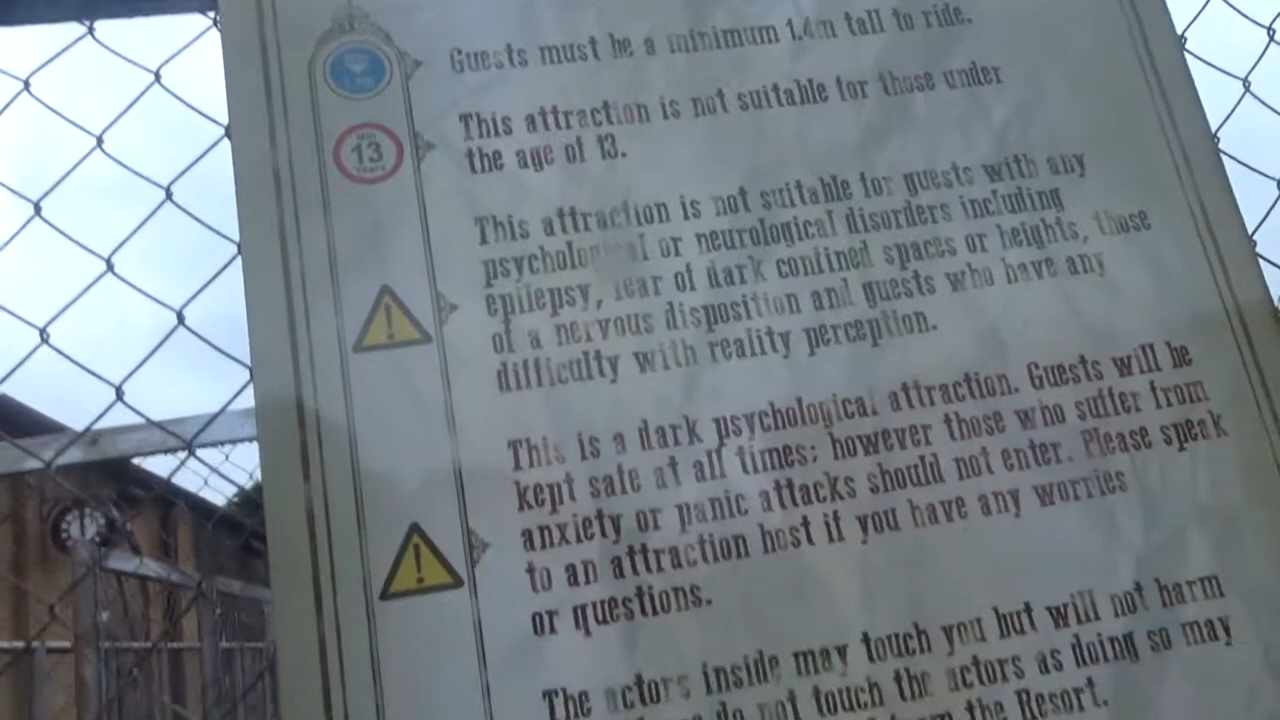 Guests must be a minimum 1.4m tall to ride.
MIN
13
YEARS
This attraction is not suitable for those under
the age of 13.
This attraction is not suitable for guests with any
psychological or neurological disorders including
epilepsy, fear of dark confined spaces or heights, those
of a nervous disposition and guests who have any
difficulty with reality perception.
This is a dark psychological attraction. Guests will be
kept safe at all times: however those who suffer from
anxiety or panic attacks should not enter. Please speak
to an attraction host if you have any worries
or questions.
The actors inside may touch you but will not harm
do not touch the actors as doing so may
from the Resort.